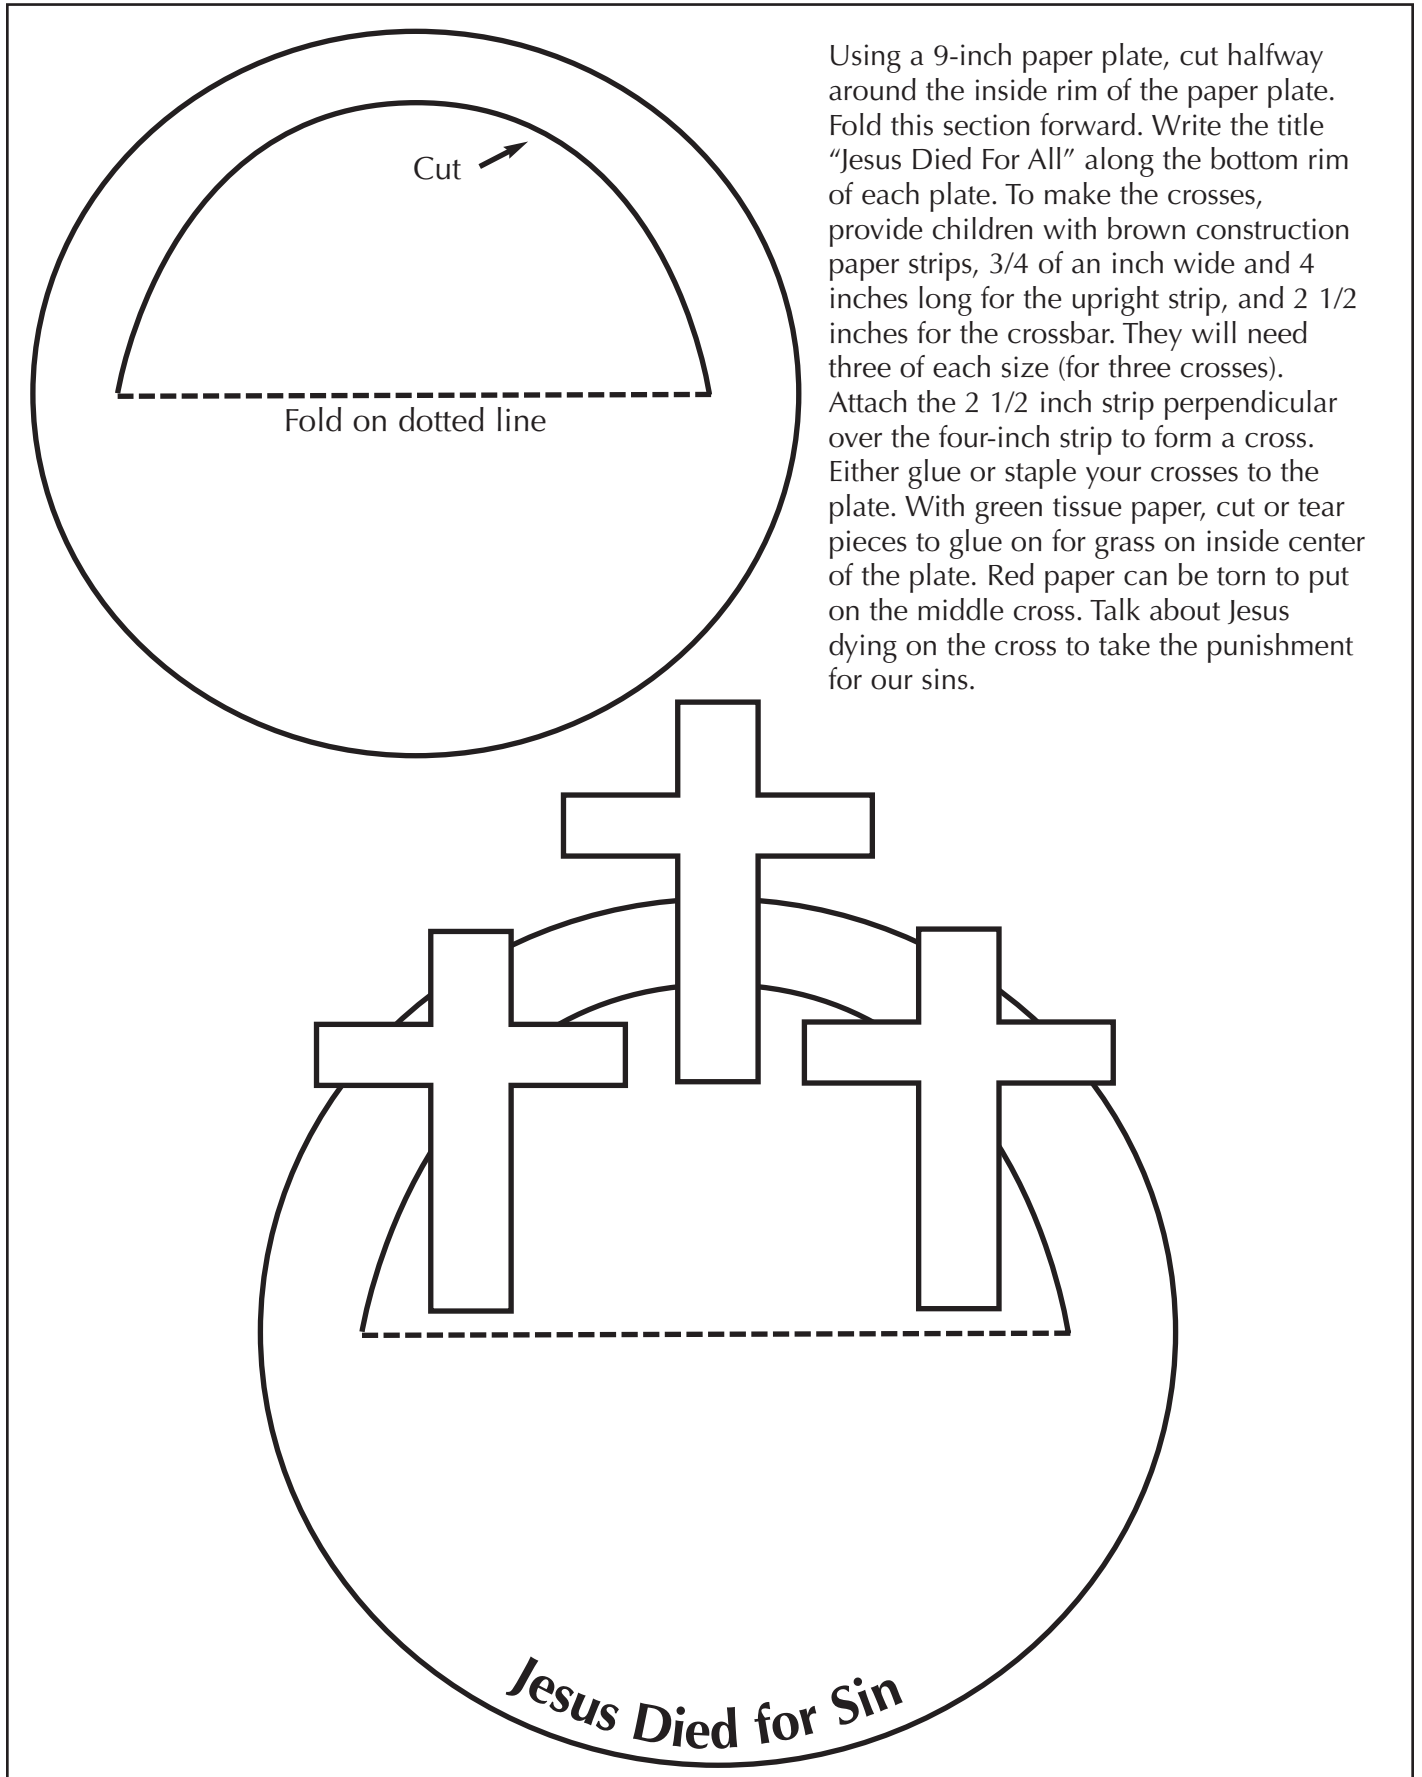 Using a 9-inch paper plate, cut halfway
around the inside rim of the paper plate.
Fold this section forward. Write the title
“Jesus Died For All” along the bottom rim
of each plate. To make the crosses,
provide children with brown construction
paper strips, 3/4 of an inch wide and 4
inches long for the upright strip, and 2 1/2
inches for the crossbar. They will need
three of each size (for three crosses).
Attach the 2 1/2 inch strip perpendicular
over the four-inch strip to form a cross.
Either glue or staple your crosses to the
plate. With green tissue paper, cut or tear
pieces to glue on for grass on inside center
of the plate. Red paper can be torn to put
on the middle cross. Talk about Jesus
dying on the cross to take the punishment
for our sins.
Cut
Fold on dotted line
Jesus Died for Sin